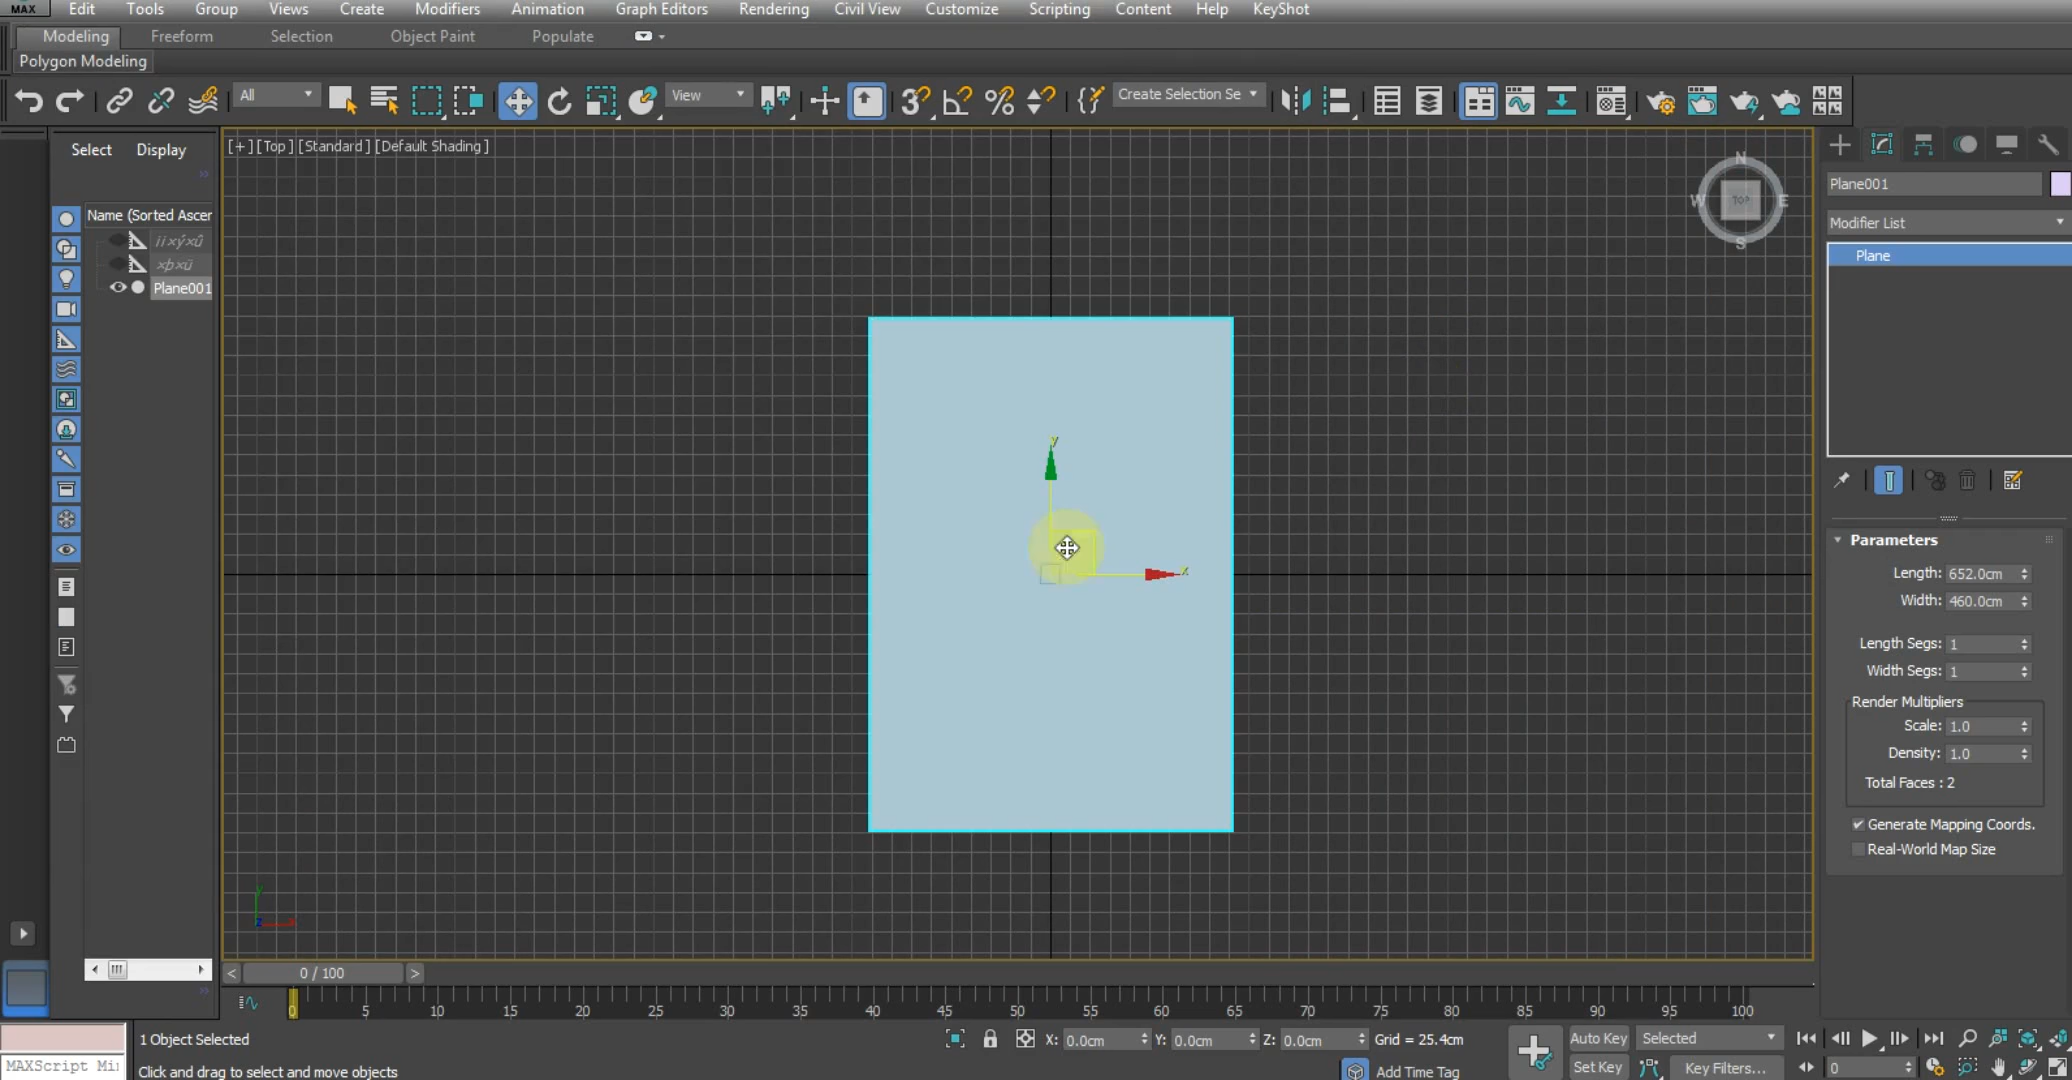 MAX Edit Tools Group Views Create Modifiers Animation Graph Editors Rendering Civil View Customize Scripting Content Help KeyShot
Modeling Freeform Selection Object Paint Populate
Polygon Modeling
All View Create Selection Se
Select Display
[+] [Top] [Standard] [Default Shading]
N
W TOP E
S
Plane001
Name (Sorted Ascer
Modifier List
Plane
Plane001
y
x
Parameters
Length: 652.0cm
Width: 460.0cm
Length Segs: 1
Width Segs: 1
Render Multipliers
Scale: 1.0
Density: 1.0
Total Faces : 2
Generate Mapping Coords.
Real-World Map Size
y
z x
< 0 / 100 >
0 5 10 15 20 25 30 35 40 45 50 55 60 65 70 75 80 85 90 95 100
1 Object Selected X: 0.0cm Y: 0.0cm Z: 0.0cm Grid = 25.4cm Auto Key Selected
MAXScript Mi Click and drag to select and move objects Add Time Tag Set Key Key Filters... 0